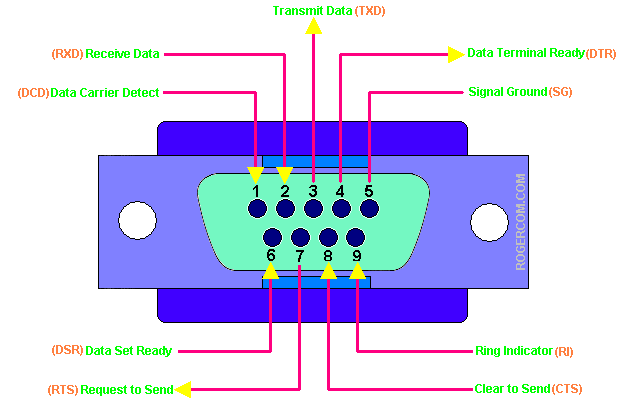 Transmit Data (TXD)
(RXD) Receive Data
Data Terminal Ready (DTR)
(DCD) Data Carrier Detect
Signal Ground (SG)
1 2 3 4 5
6 7 8 9
ROGERCOM.COM
(DSR) Data Set Ready
Ring Indicator (RI)
(RTS) Request to Send
Clear to Send (CTS)